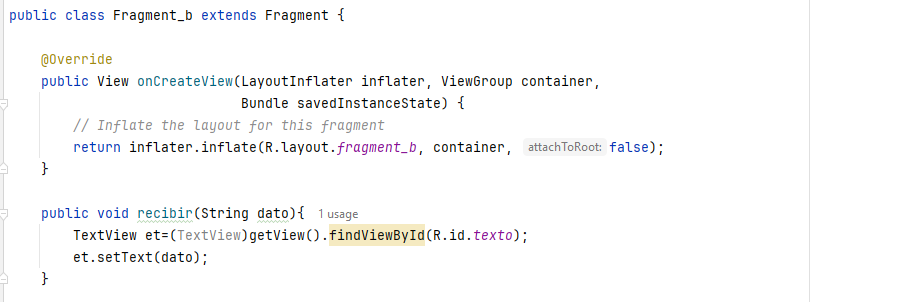 public class Fragment_b extends Fragment {
@Override
public View onCreateView(LayoutInflater inflater, ViewGroup container,
Bundle savedInstanceState) {
// Inflate the layout for this fragment
return inflater.inflate(R.layout.fragment_b, container, attachToRoot: false);
}
public void recibir(String dato){ 1 usage
TextView et=(TextView)getView().findViewById(R.id.texto);
et.setText(dato);
}